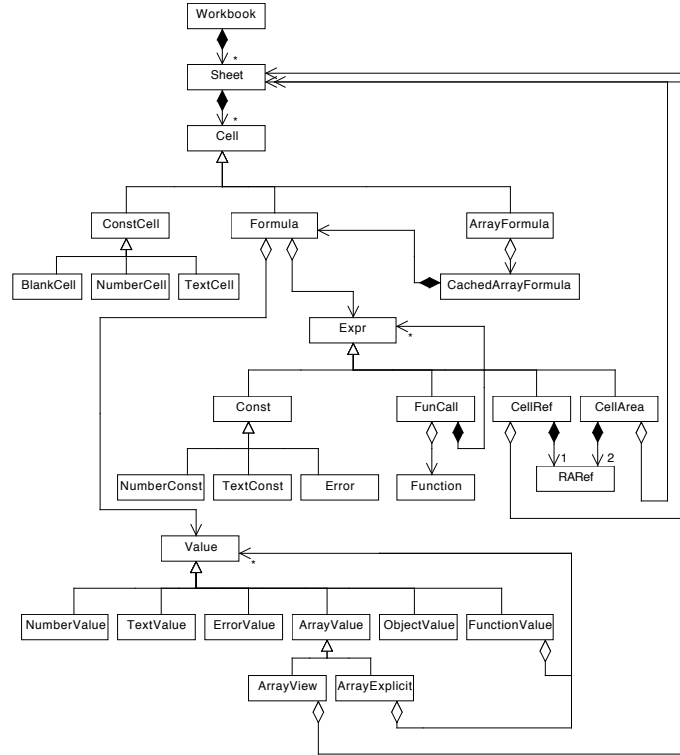 Workbook
*
Sheet
*
Cell
ConstCell Formula ArrayFormula
BlankCell NumberCell TextCell CachedArrayFormula
Expr
*
Const FunCall CellRef CellArea
1 2
NumberConst TextConst Error Function RARef
Value
*
NumberValue TextValue ErrorValue ArrayValue ObjectValue FunctionValue
ArrayView ArrayExplicit